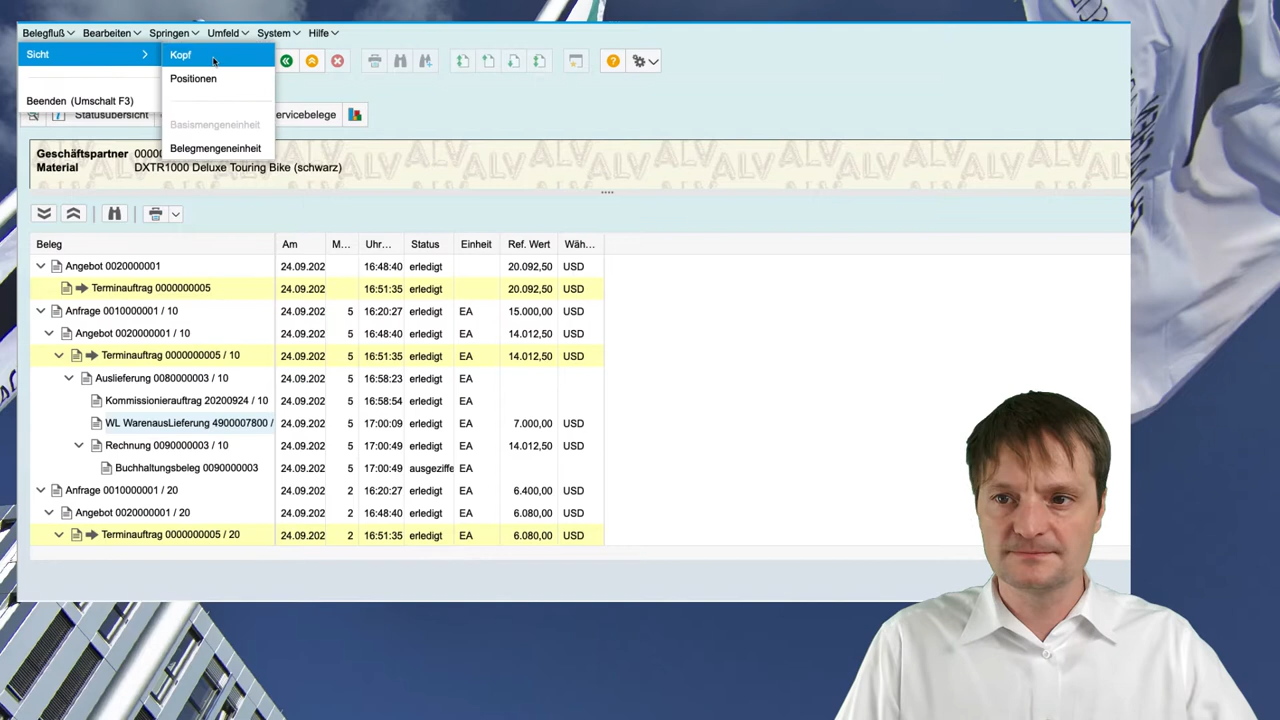 Belegfluß Bearbeiten Springen Umfeld System Hilfe
Sicht
Kopf
Positionen
Beenden (Umschalt F3)
Statusübersicht
ervicebelege
Basismengeneinheit
Belegmengeneinheit
Geschäftspartner 00000
Material DXTR1000 Deluxe Touring Bike (schwarz)
ALV
Beleg Am M... Uhr... Status Einheit Ref. Wert Wäh...
Angebot 0020000001 24.09.202 16:48:40 erledigt 20.092,50 USD
Terminauftrag 0000000005 24.09.202 16:51:35 erledigt 20.092,50 USD
Anfrage 0010000001 / 10 24.09.202 5 16:20:27 erledigt EA 15.000,00 USD
Angebot 0020000001 / 10 24.09.202 5 16:48:40 erledigt EA 14.012,50 USD
Terminauftrag 0000000005 / 10 24.09.202 5 16:51:35 erledigt EA 14.012,50 USD
Auslieferung 0080000003 / 10 24.09.202 5 16:58:23 erledigt EA
Kommissionierauftrag 20200924 / 10 24.09.202 5 16:58:54 erledigt EA
WL WarenausLieferung 4900007800 / 24.09.202 5 17:00:09 erledigt EA 7.000,00 USD
Rechnung 0090000003 / 10 24.09.202 5 17:00:49 erledigt EA 14.012,50 USD
Buchhaltungsbeleg 0090000003 24.09.202 5 17:00:49 ausgeziffe EA
Anfrage 0010000001 / 20 24.09.202 2 16:20:27 erledigt EA 6.400,00 USD
Angebot 0020000001 / 20 24.09.202 2 16:48:40 erledigt EA 6.080,00 USD
Terminauftrag 0000000005 / 20 24.09.202 2 16:51:35 erledigt EA 6.080,00 USD